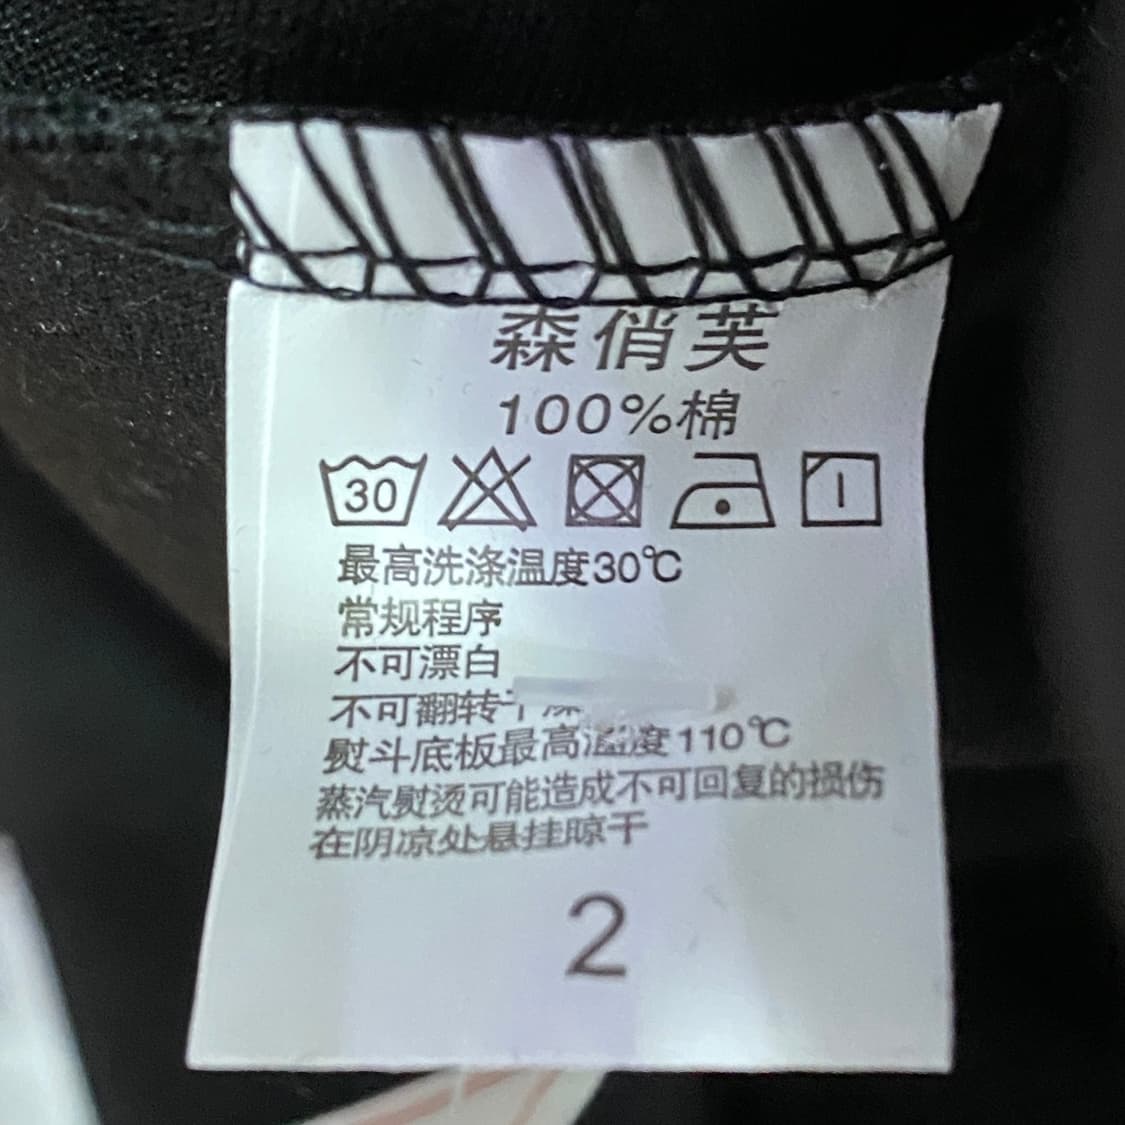 森俏芙
100%棉
30
最高洗涤温度30℃
常规程序
不可漂白
不可翻转干燥
熨斗底板最高温度110℃
蒸汽熨烫可能造成不可回复的损伤
在阴凉处悬挂晾干
2